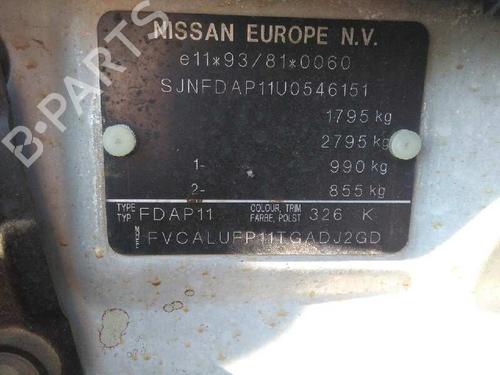 NISSAN EUROPE N.V.
e11*93/81*0060
SJNFDAP11U0546151
1795 kg
2795 kg
1- 990 kg
2- 855 kg
TYPE TYP FDAP11 COLOUR, TRIM FARBE, POLST 326 K
FVCALUFP11TGADJ2GD